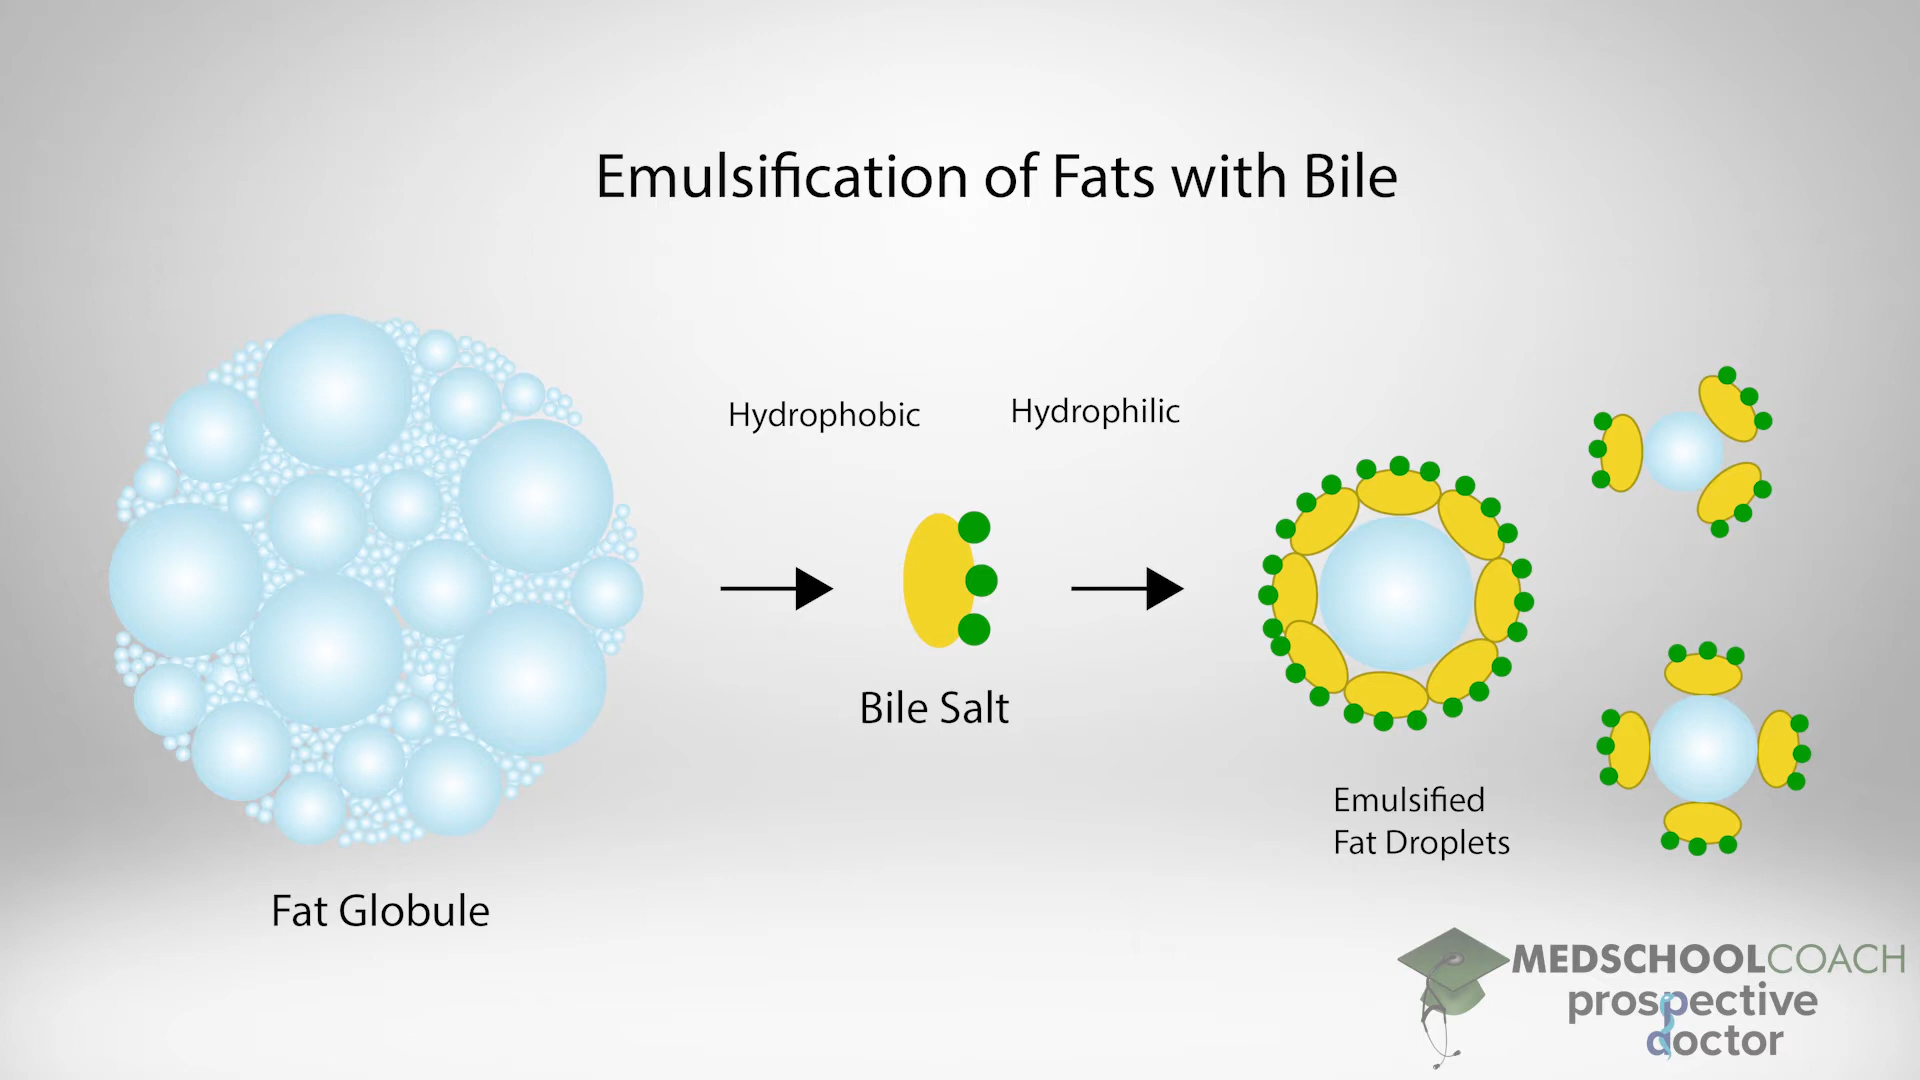 Emulsification of Fats with Bile
Hydrophobic
Hydrophilic
Bile Salt
Emulsified
Fat Droplets
Fat Globule
MEDSCHOOLCOACH
prospective
doctor